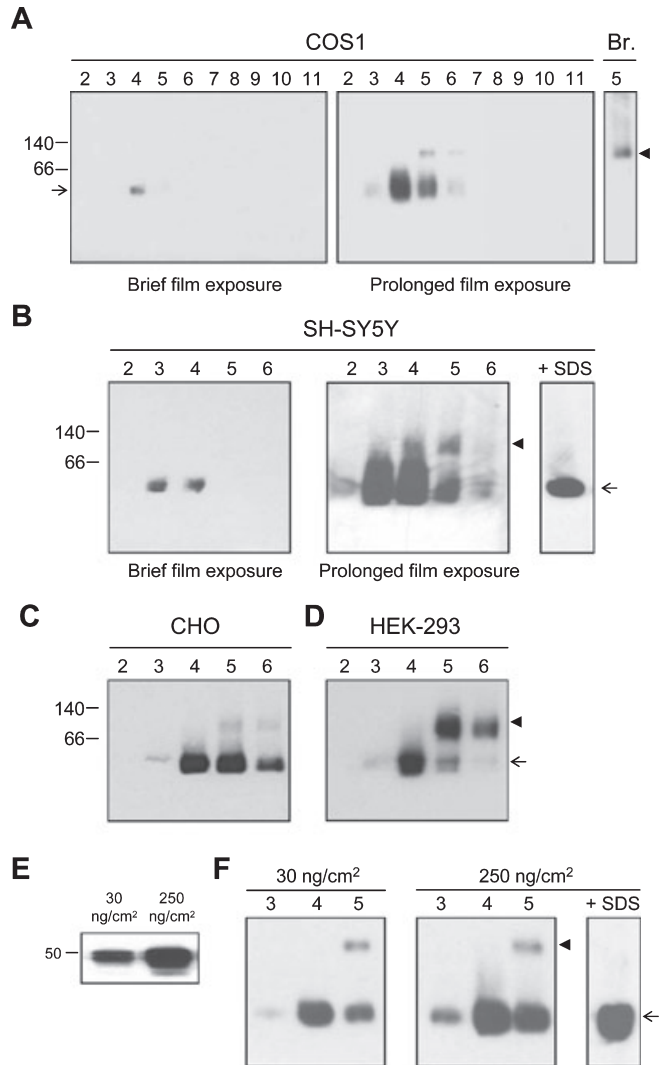 A
COS1 Br.
2 3 4 5 6 7 8 9 10 11 2 3 4 5 6 7 8 9 10 11 5
140
66
Brief film exposure Prolonged film exposure
B
SH-SY5Y
2 3 4 5 6 2 3 4 5 6 + SDS
140
66
Brief film exposure Prolonged film exposure
C D
CHO HEK-293
2 3 4 5 6 2 3 4 5 6
140
66
E F
30 ng/cm² 250 ng/cm²
30 250
ng/cm² ng/cm²
3 4 5 3 4 5 + SDS
50